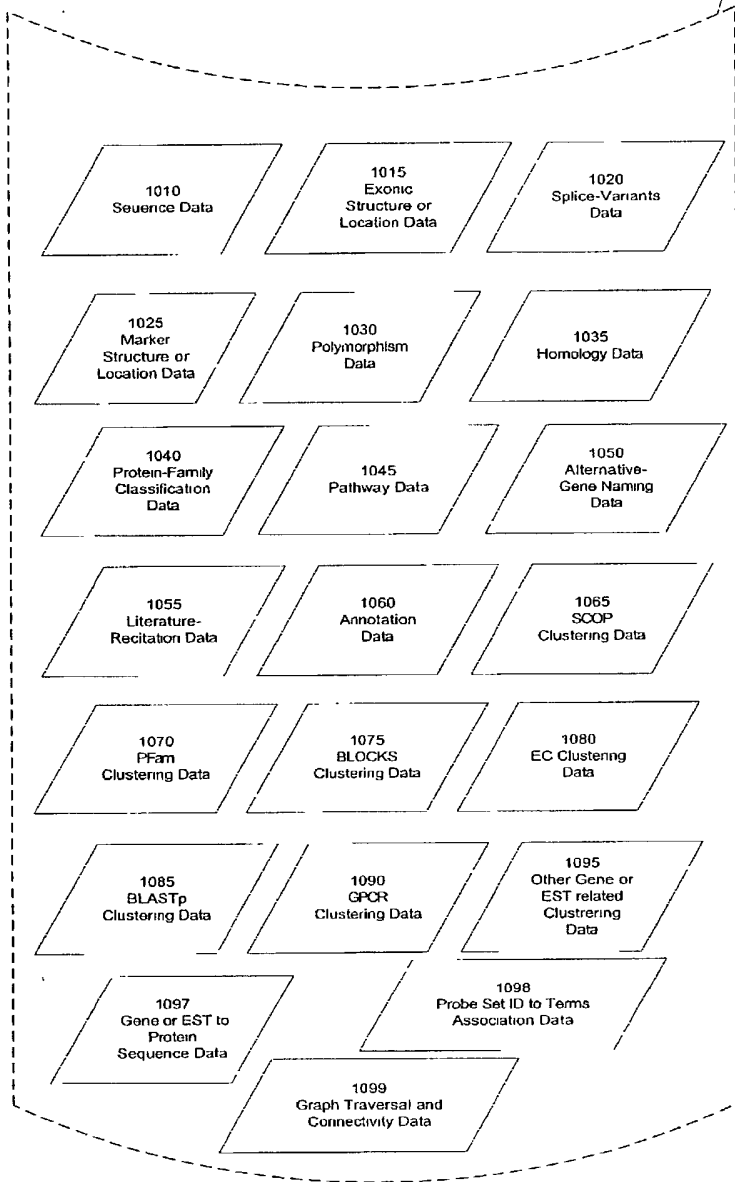 1010
Seuence Data
1015
Exonic
Structure or
Location Data
1020
Splice-Variants
Data
1025
Marker
Structure or
Location Data
1030
Polymorphism
Data
1035
Homology Data
1040
Protein-Family
Classification
Data
1045
Pathway Data
1050
Alternative-
Gene Naming
Data
1055
Literature-
Recitation Data
1060
Annotation
Data
1065
SCOP
Clustering Data
1070
PFam
Clustering Data
1075
BLOCKS
Clustering Data
1080
EC Clustering
Data
1085
BLASTp
Clustering Data
1090
GPCR
Clustering Data
1095
Other Gene or
EST related
Clustrering
Data
1097
Gene or EST to
Protein
Sequence Data
1098
Probe Set ID to Terms
Association Data
1099
Graph Traversal and
Connectivity Data